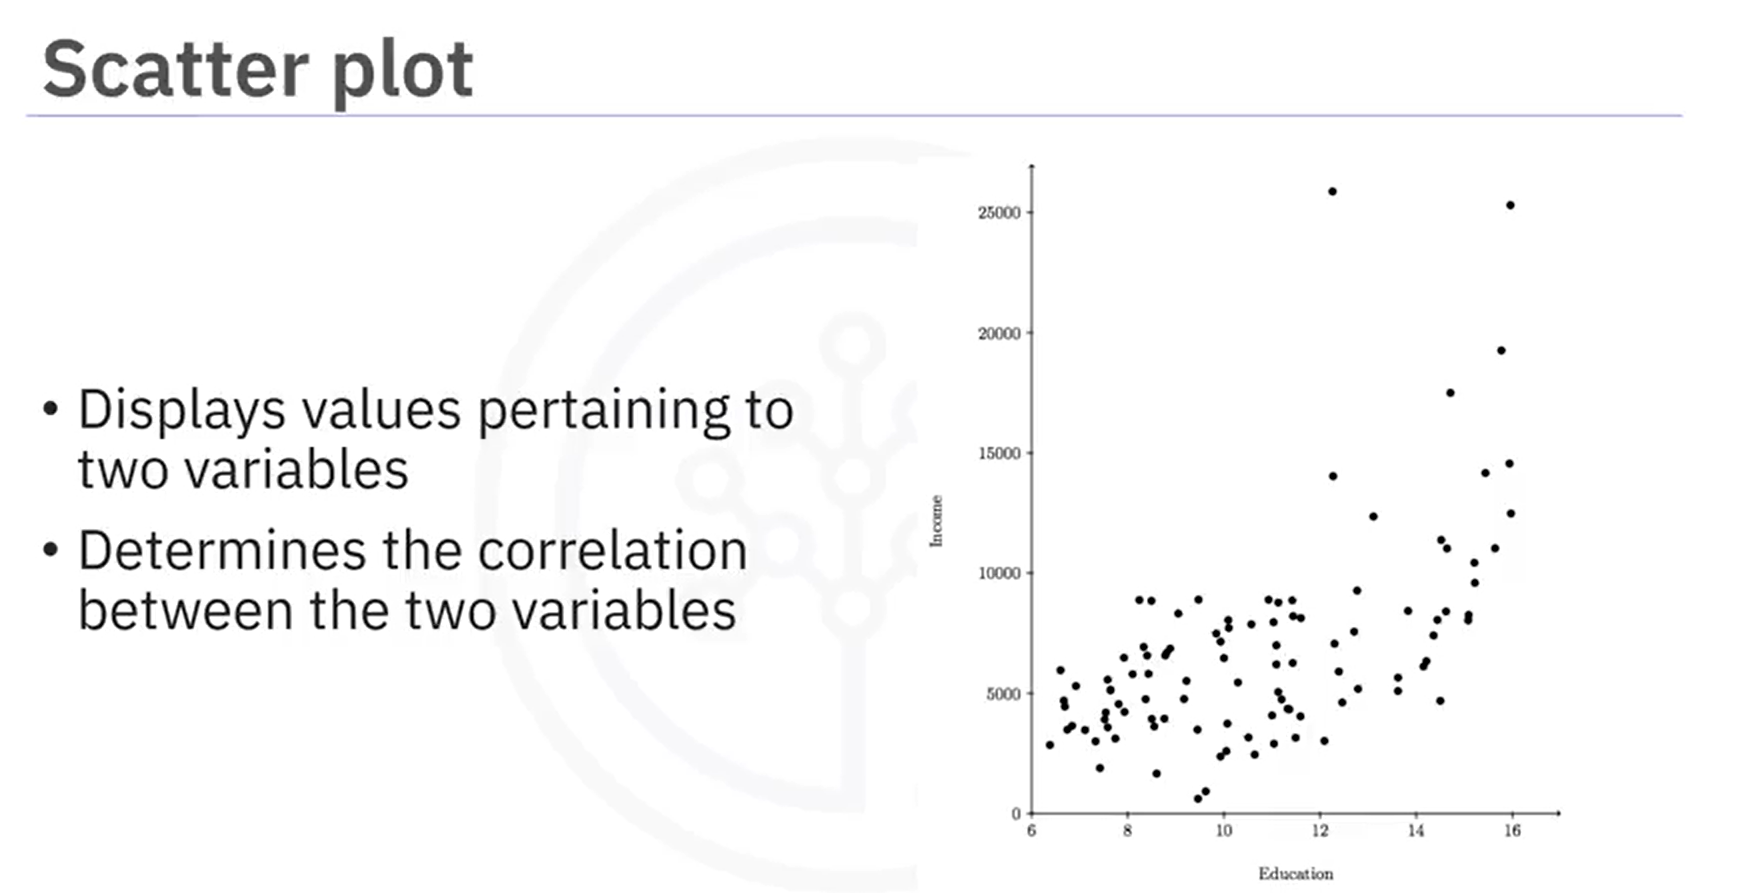 Scatter plot
• Displays values pertaining to
two variables
• Determines the correlation
between the two variables
25000
20000
15000
10000
5000
0
Income
6 8 10 12 14 16
Education